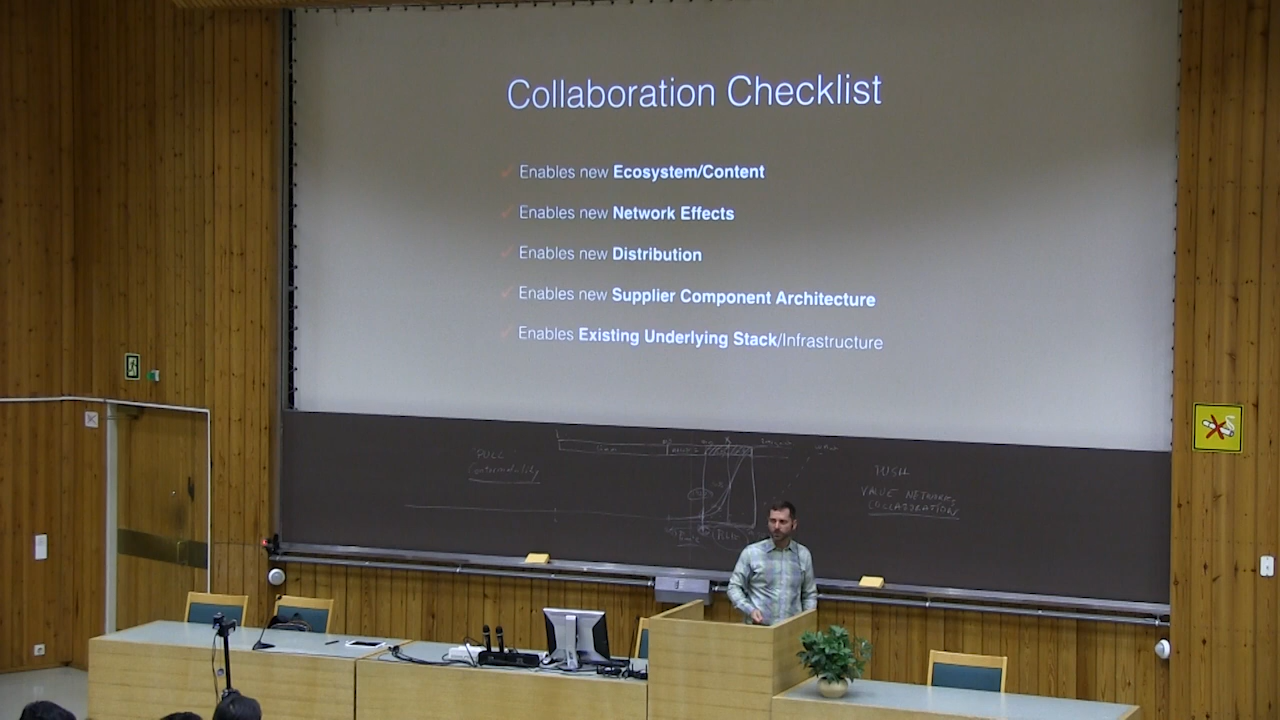 Collaboration Checklist
✓ Enables new Ecosystem/Content
✓ Enables new Network Effects
✓ Enables new Distribution
✓ Enables new Supplier Component Architecture
✓ Enables Existing Underlying Stack/Infrastructure
PULL
PUSH
VALUE NETWORKS
COLLABORATION